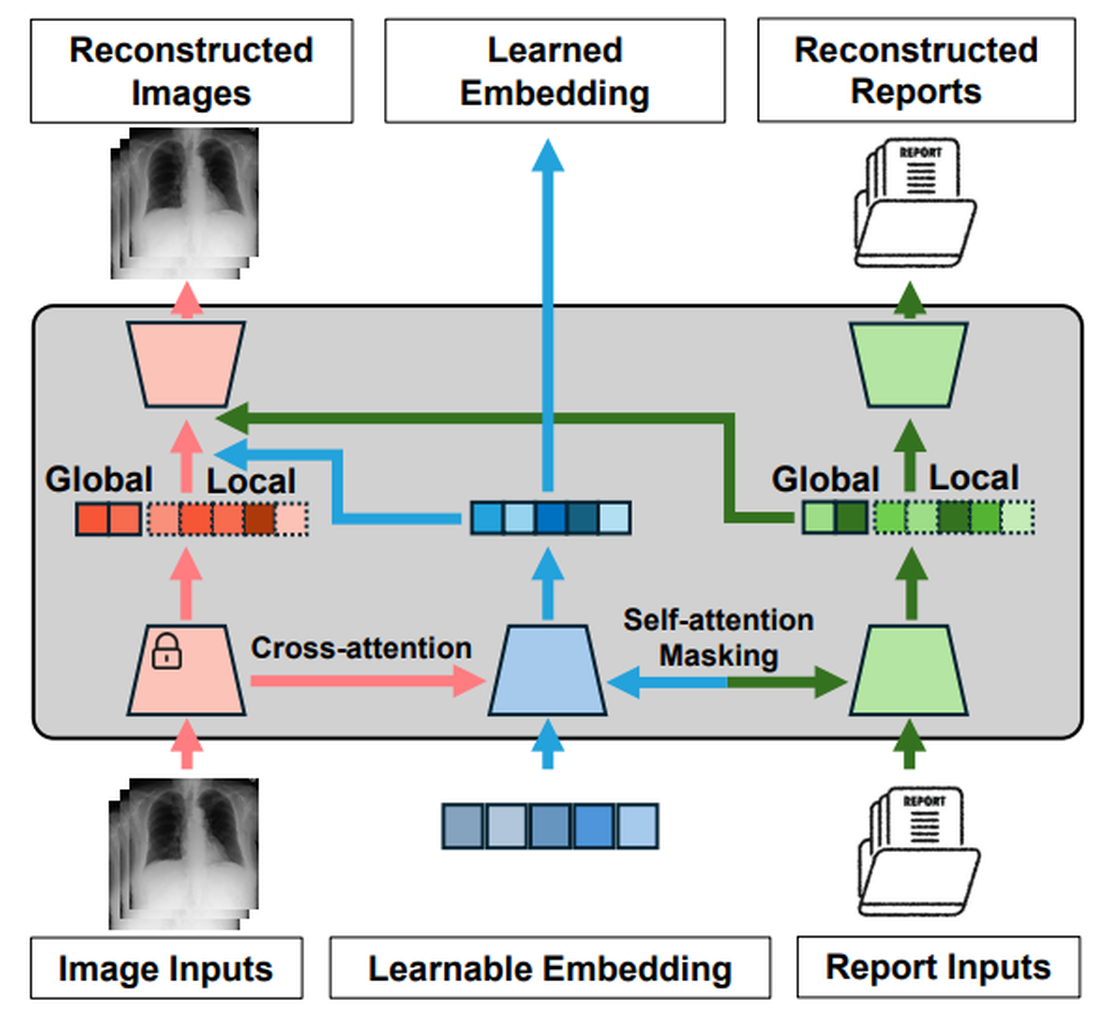 Reconstructed
Images
Learned
Embedding
Reconstructed
Reports
REPORT
Global
Local
Global
Local
Cross-attention
Self-attention
Masking
REPORT
Image Inputs
Learnable Embedding
Report Inputs